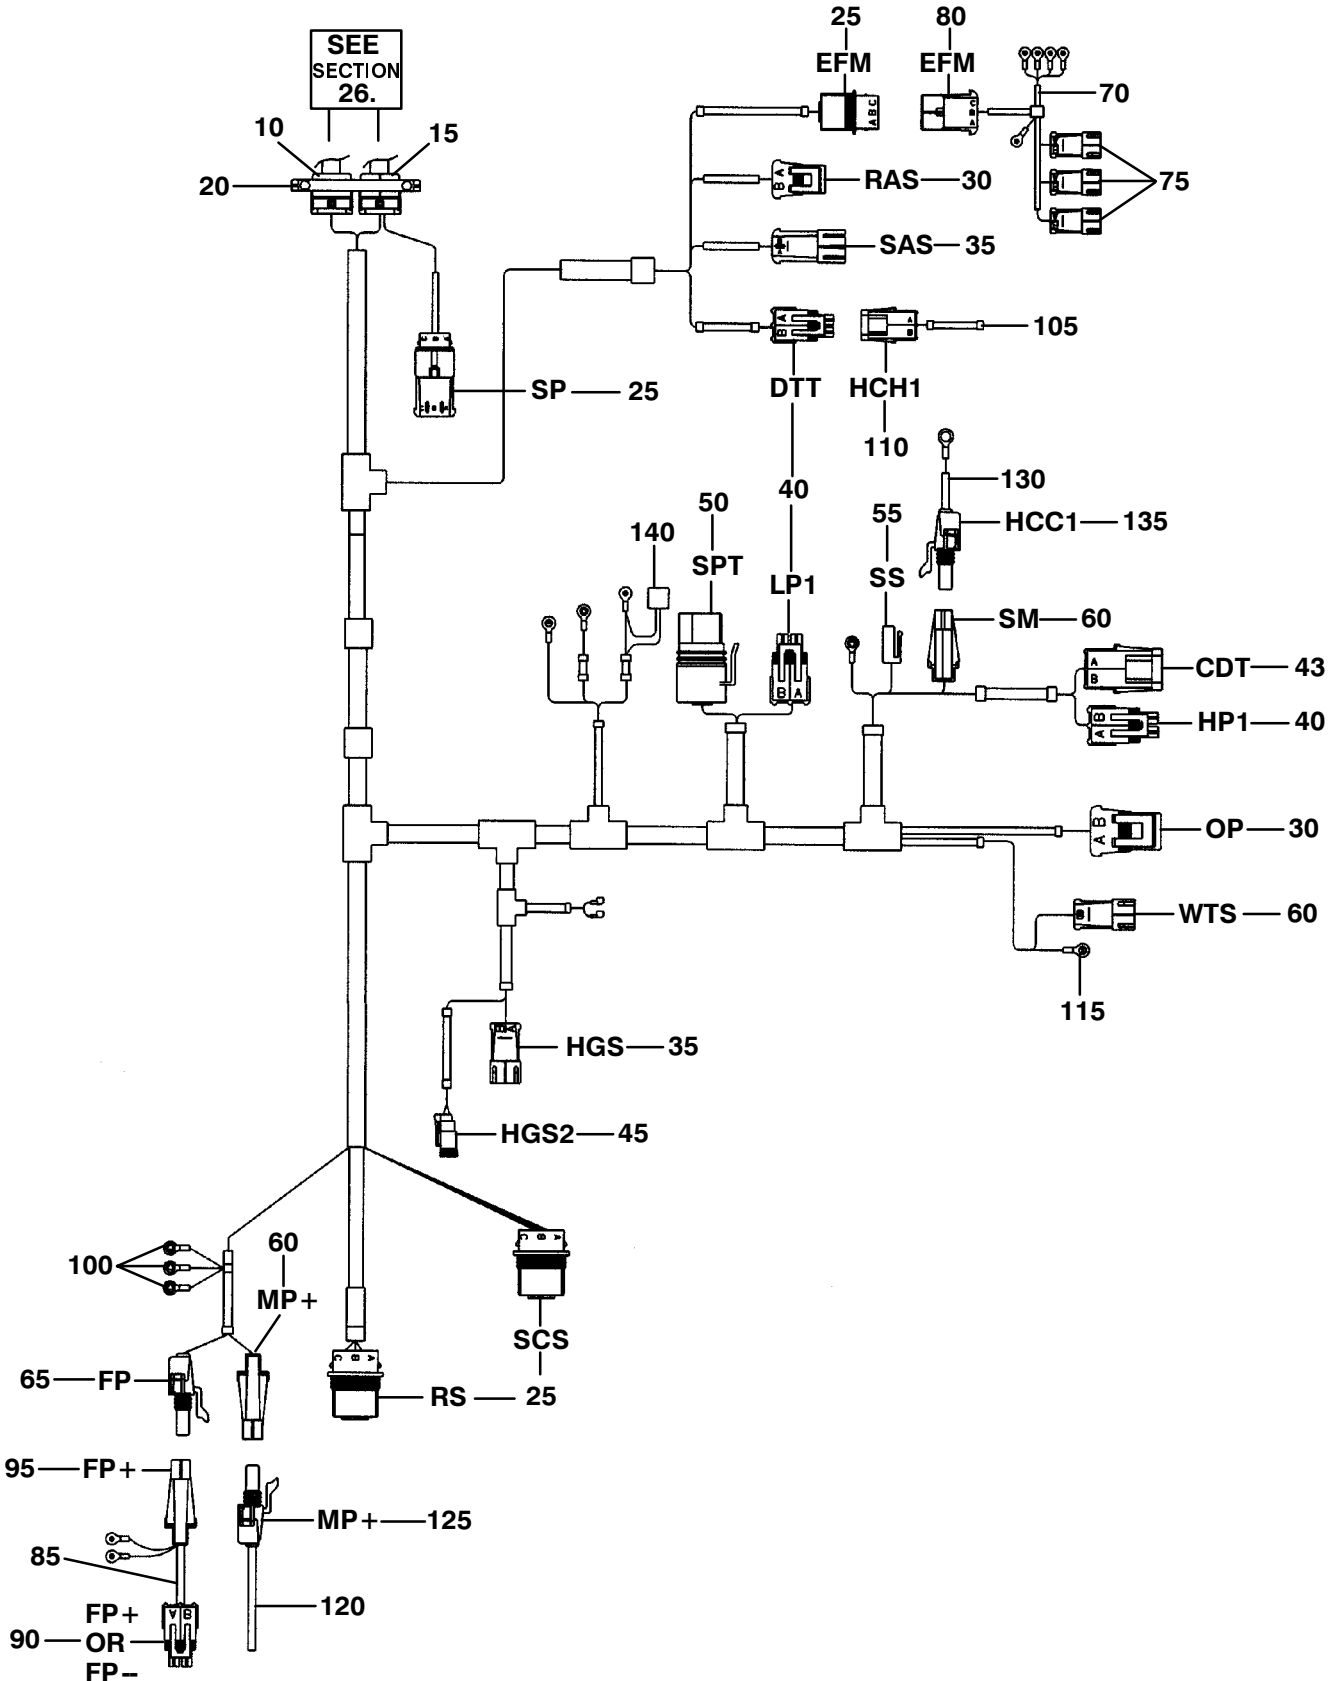 25
80
SEE
SECTION
26.
EFM
EFM
70
C
B
A
A B C
10
15
20
RAS 30
A
B
75
SAS 35
A
B
A
B
105
DTT
HCH1
SP 25
110
130
40
50
55
HCC1 135
140
SPT
LP1
SS
SM 60
A
B
CDT 43
B A
B
A
HP1 40
B
A
OP 30
WTS 60
115
HGS 35
HGS2 45
C B A
60
100
MP+
SCS
C B A
65 FP
RS
25
95 FP+
MP+ 125
85
120
FP+
A B
90 OR
FP--